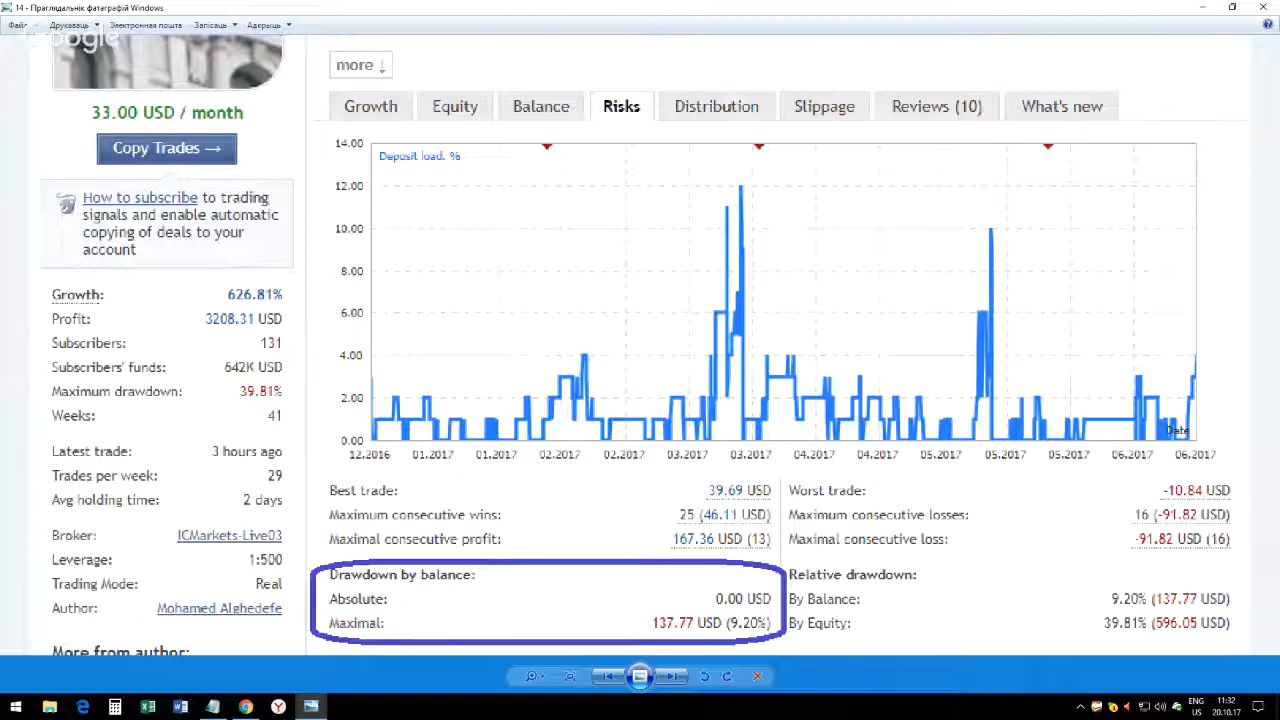 14 - Праглядальнік фатаграфій Windows
Файл Друкаваць Электронная пошта Запісаць Адкрыць
Google
33.00 USD / month
Copy Trades →
How to subscribe to trading
signals and enable automatic
copying of deals to your
account
Growth: 626.81%
Profit: 3208.31 USD
Subscribers: 131
Subscribers' funds: 642K USD
Maximum drawdown: 39.81%
Weeks: 41
Latest trade: 3 hours ago
Trades per week: 29
Avg holding time: 2 days
Broker: ICMarkets-Live03
Leverage: 1:500
Trading Mode: Real
Author: Mohamed Alghedefe
More from author:
more ↓
Growth Equity Balance Risks Distribution Slippage Reviews (10) What's new
Deposit load, %
14.00
12.00
10.00
8.00
6.00
4.00
2.00
0.00
Date
12.2016 01.2017 01.2017 02.2017 02.2017 03.2017 03.2017 04.2017 04.2017 05.2017 05.2017 05.2017 06.2017 06.2017
Best trade: 39.69 USD
Maximum consecutive wins: 25 (46.11 USD)
Maximal consecutive profit: 167.36 USD (13)
Worst trade: -10.84 USD
Maximum consecutive losses: 16 (-91.82 USD)
Maximal consecutive loss: -91.82 USD (16)
Drawdown by balance:
Absolute: 0.00 USD
Maximal: 137.77 USD (9.20%)
Relative drawdown:
By Balance: 9.20% (137.77 USD)
By Equity: 39.81% (596.05 USD)
ENG
US
11:32
20.10.17